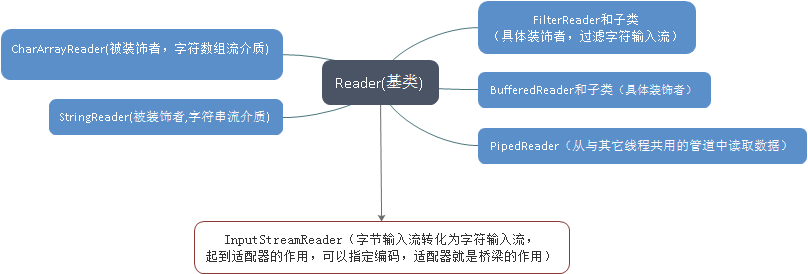 CharArrayReader(被装饰者，字符数组流介质)
StringReader(被装饰者,字符串流介质)
Reader(基类)
FilterReader和子类
（具体装饰者，过滤字符输入流）
BufferedReader和子类（具体装饰者）
PipedReader（从与其它线程共用的管道中读取数据）
InputStreamReader（字节输入流转化为字符输入流，
起到适配器的作用，可以指定编码，适配器就是桥梁的作用）